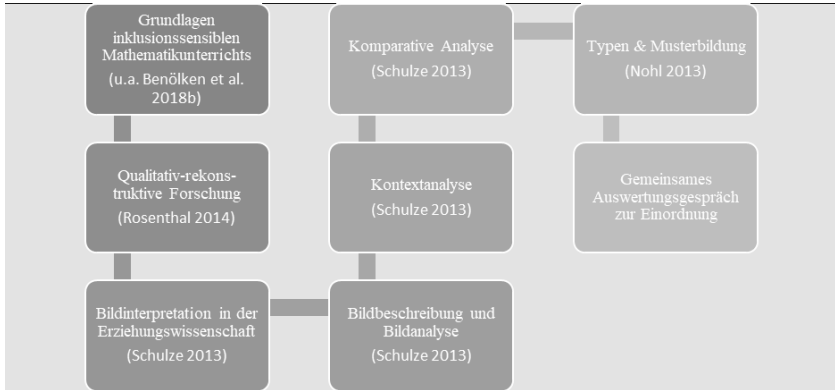 Grundlagen
inklusionssensiblen
Mathematikunterrichts
(u.a. Benölken et al.
2018b)
Qualitativ-rekons-
truktive Forschung
(Rosenthal 2014)
Bildinterpretation in der
Erziehungswissenschaft
(Schulze 2013)
Bildbeschreibung und
Bildanalyse
(Schulze 2013)
Kontextanalyse
(Schulze 2013)
Komparative Analyse
(Schulze 2013)
Typen & Musterbildung
(Nohl 2013)
Gemeinsames
Auswertungsgespräch
zur Einordnung